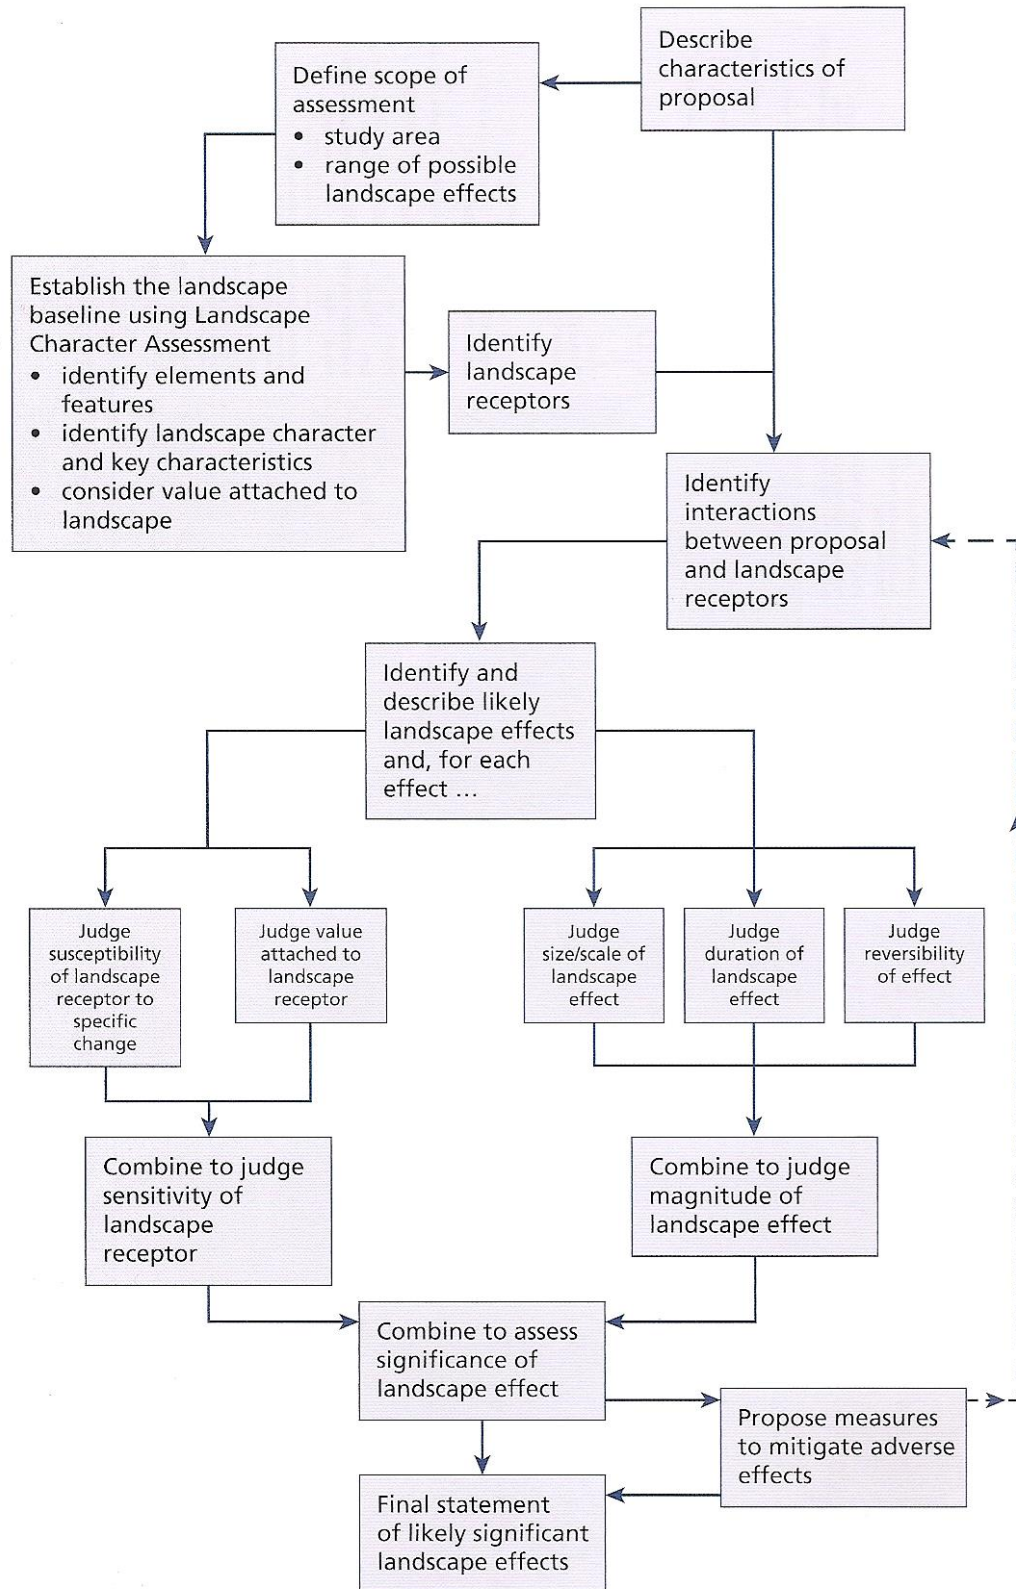 Describe
characteristics of
proposal
Define scope of
assessment
• study area
• range of possible
landscape effects
Establish the landscape
baseline using Landscape
Character Assessment
• identify elements and
features
• identify landscape character
and key characteristics
• consider value attached to
landscape
Identify
landscape
receptors
Identify
interactions
between proposal
and landscape
receptors
Identify and
describe likely
landscape effects
and, for each
effect ...
Judge
susceptibility
of landscape
receptor to
specific
change
Judge value
attached to
landscape
receptor
Judge
size/scale of
landscape
effect
Judge
duration of
landscape
effect
Judge
reversibility
of effect
Combine to judge
sensitivity of
landscape
receptor
Combine to judge
magnitude of
landscape effect
Combine to assess
significance of
landscape effect
Propose measures
to mitigate adverse
effects
Final statement
of likely significant
landscape effects